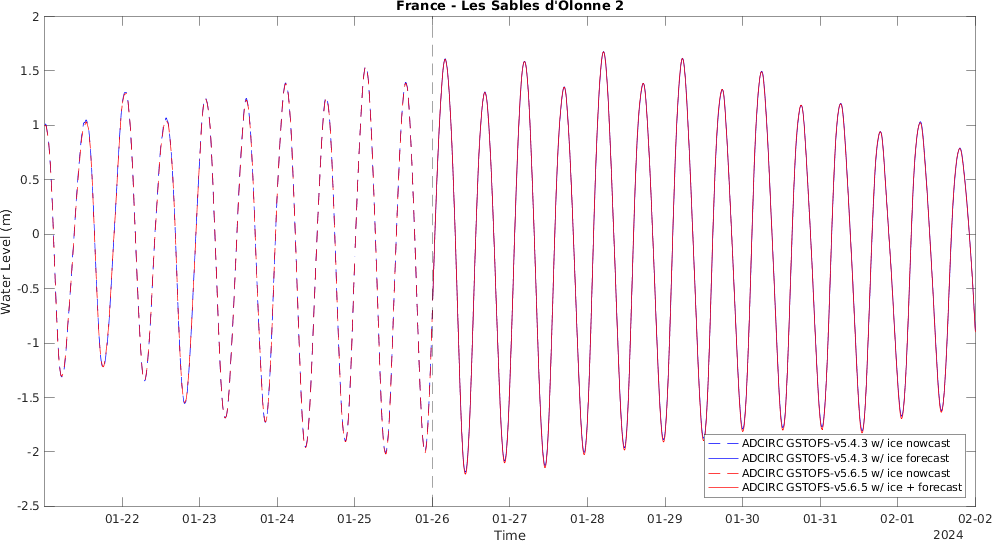 France - Les Sables d'Olonne 2
2
1.5
1
0.5
0
-0.5
-1
-1.5
-2
-2.5
Water Level (m)
ADCIRC GSTOFS-v5.4.3 w/ ice nowcast
ADCIRC GSTOFS-v5.4.3 w/ ice forecast
ADCIRC GSTOFS-v5.6.5 w/ ice nowcast
ADCIRC GSTOFS-v5.6.5 w/ ice + forecast
01-22 01-23 01-24 01-25 01-26 01-27 01-28 01-29 01-30 01-31 02-01 02-02
Time
2024